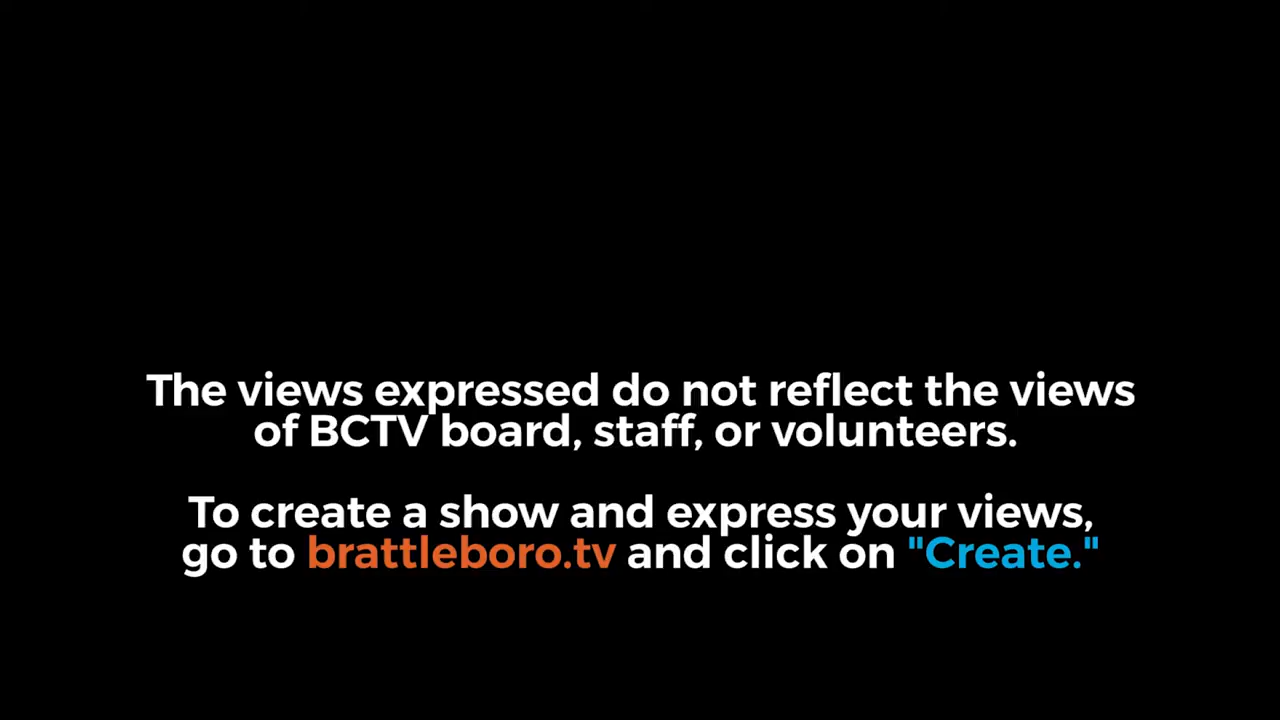 The views expressed do not reflect the views
of BCTV board, staff, or volunteers.
To create a show and express your views,
go to brattleboro.tv and click on "Create."